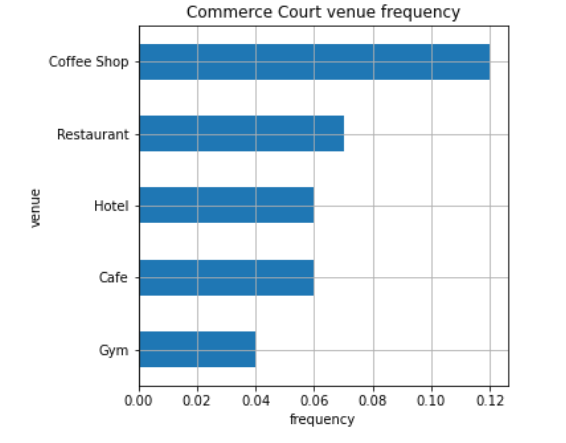 Commerce Court venue frequency
Coffee Shop
Restaurant
Hotel
Cafe
Gym
venue
0.00 0.02 0.04 0.06 0.08 0.10 0.12
frequency